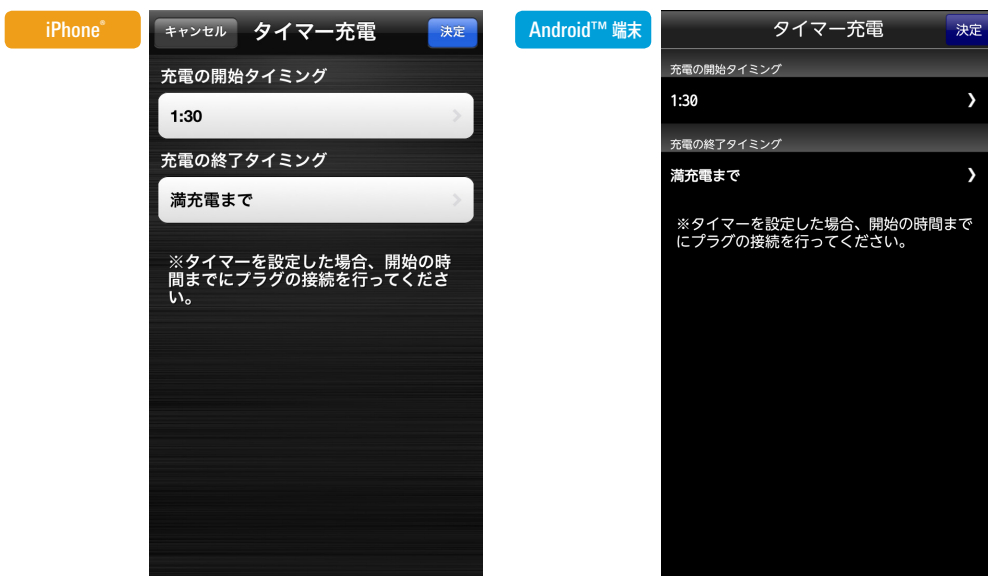 iPhone®
キャンセル タイマー充電 決定
充電の開始タイミング
1:30
充電の終了タイミング
満充電まで
※タイマーを設定した場合、開始の時
間までにプラグの接続を行ってくださ
い。
Android™ 端末
タイマー充電 決定
充電の開始タイミング
1:30
充電の終了タイミング
満充電まで
※タイマーを設定した場合、開始の時間まで
にプラグの接続を行ってください。